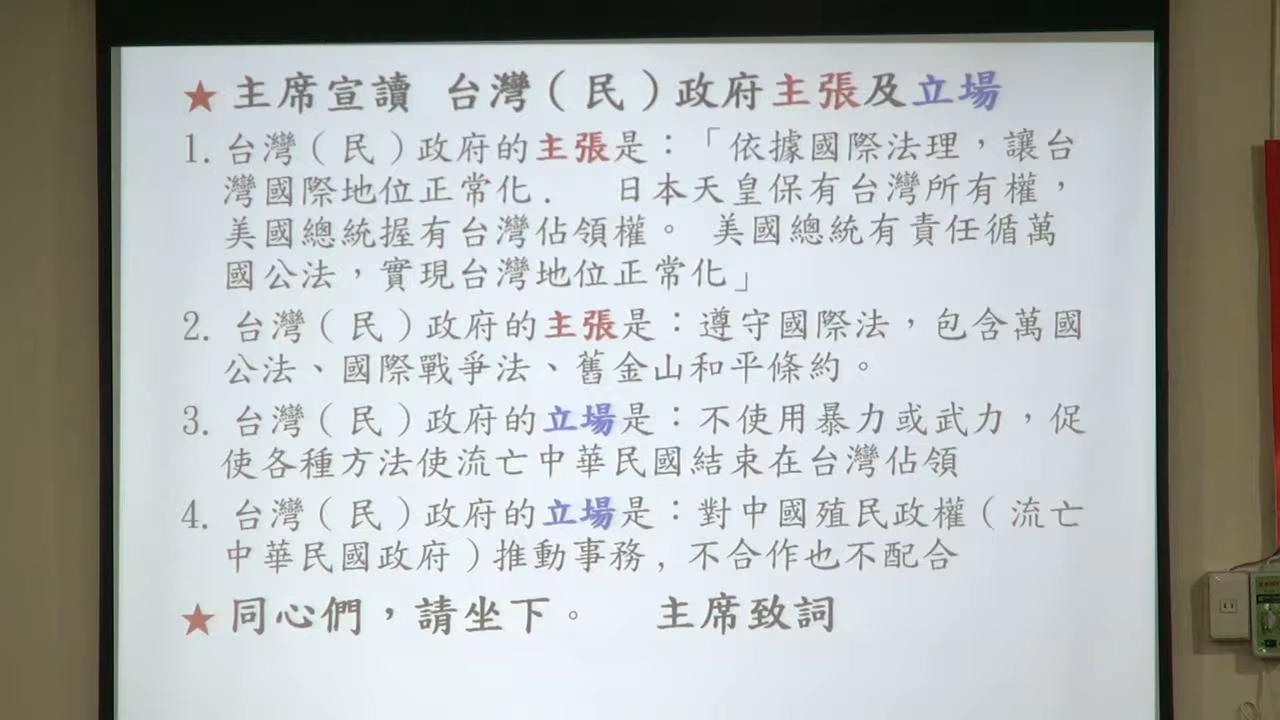 ★ 主席宣讀 台灣（民）政府主張及立場
1. 台灣（民）政府的主張是：「依據國際法理，讓台
灣國際地位正常化. 日本天皇保有台灣所有權，
美國總統握有台灣佔領權。 美國總統有責任循萬
國公法，實現台灣地位正常化」
2. 台灣（民）政府的主張是：遵守國際法，包含萬國
公法、國際戰爭法、舊金山和平條約。
3. 台灣（民）政府的立場是：不使用暴力或武力，促
使各種方法使流亡中華民國結束在台灣佔領
4. 台灣（民）政府的立場是：對中國殖民政權（流亡
中華民國政府）推動事務, 不合作也不配合
★ 同心們，請坐下。 主席致詞